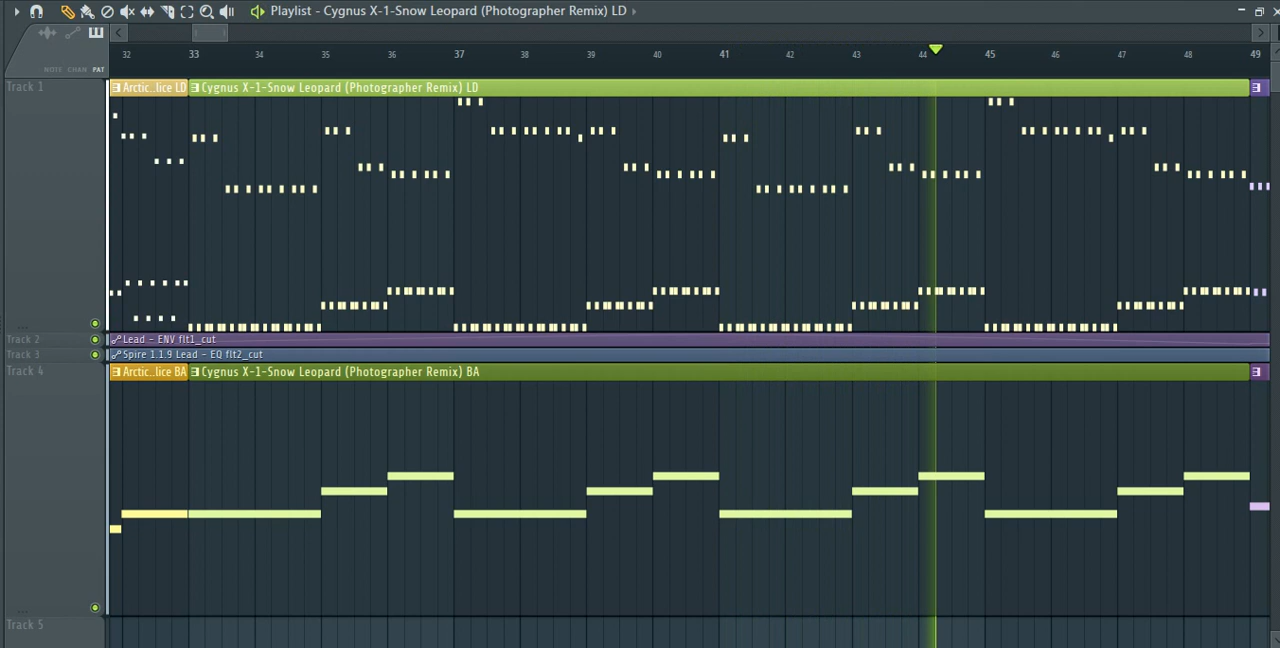 Playlist - Cygnus X-1-Snow Leopard (Photographer Remix) LD
32 33 34 35 36 37 39 40 41 42 43 44 45 46 47 48 49
NOTE CHAN PAT
Track 1
Arctic..lice LD Cygnus X-1-Snow Leopard (Photographer Remix) LD
...
Track 2 Lead - ENV flt1_cut
Track 3 Spire 1.1.9 Lead - EQ flt2_cut
Track 4
Arctic..lice BA Cygnus X-1-Snow Leopard (Photographer Remix) BA
...
Track 5